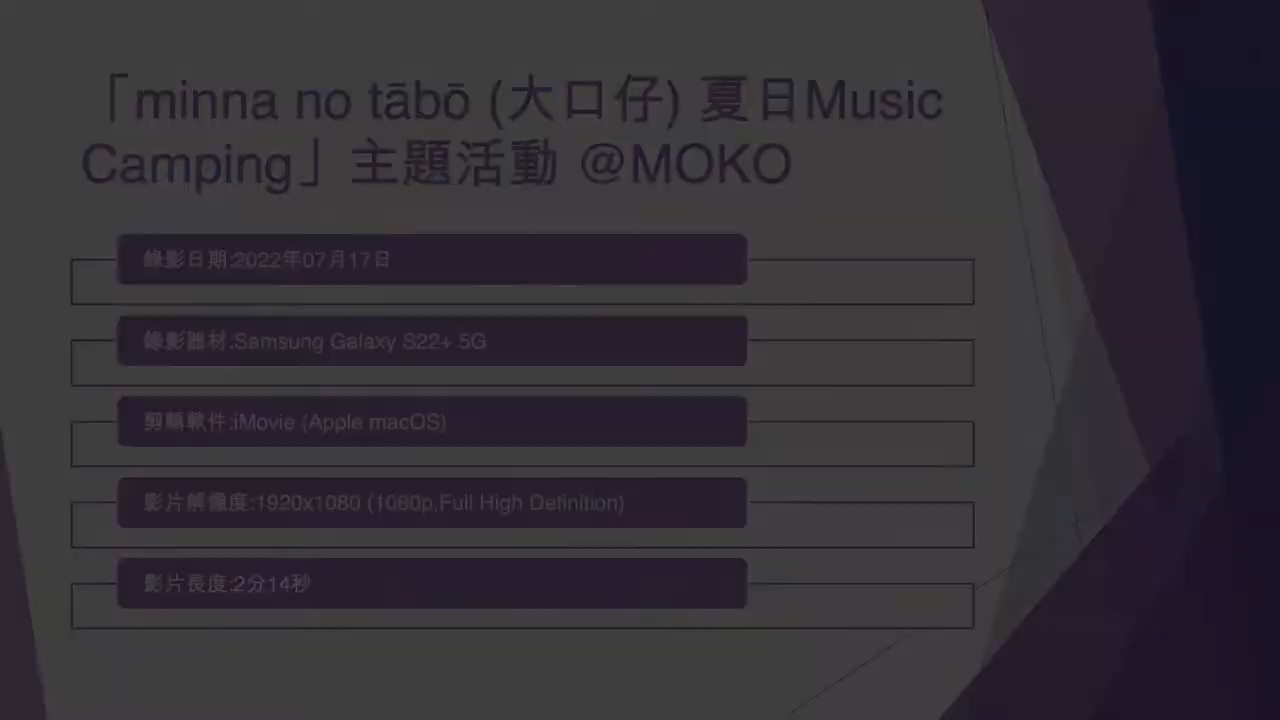 「minna no tābō (大口仔) 夏日Music
Camping」主題活動 @MOKO
錄影日期:2022年07月17日
錄影器材:Samsung Galaxy S22+ 5G
剪輯軟件:iMovie (Apple macOS)
影片解像度:1920x1080 (1080p,Full High Definition)
影片長度:2分14秒